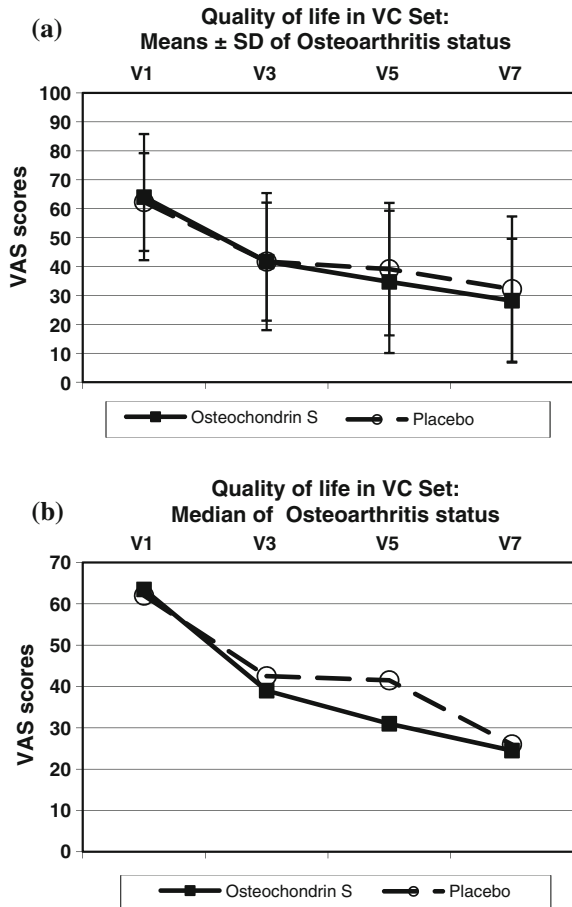 (a)
Quality of life in VC Set:
Means ± SD of Osteoarthritis status
V1 V3 V5 V7
100
90
80
70
60
50
40
30
20
10
0
VAS scores
Osteochondrin S Placebo
(b)
Quality of life in VC Set:
Median of Osteoarthritis status
V1 V3 V5 V7
70
60
50
40
30
20
10
0
VAS scores
Osteochondrin S Placebo